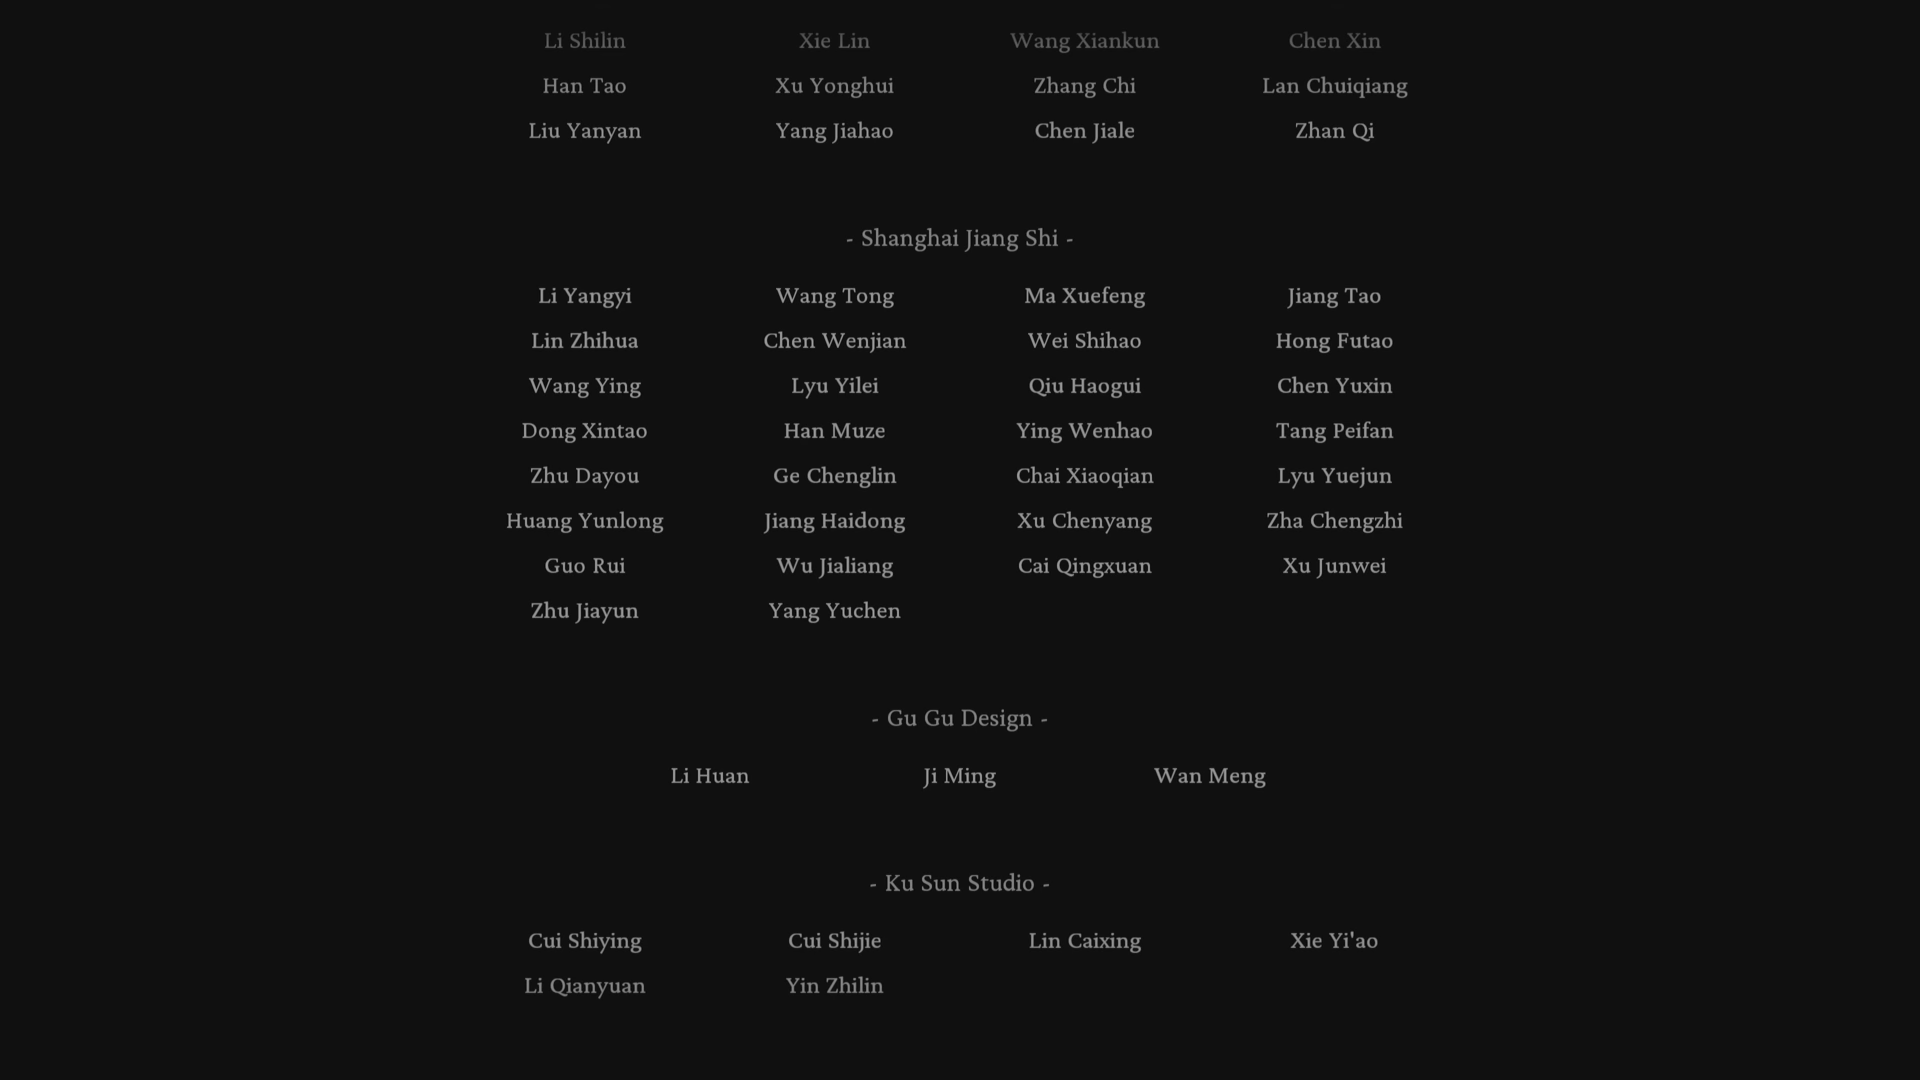 Li Shilin Xie Lin Wang Xiankun Chen Xin
Han Tao Xu Yonghui Zhang Chi Lan Chuiqiang
Liu Yanyan Yang Jiahao Chen Jiale Zhan Qi
- Shanghai Jiang Shi -
Li Yangyi Wang Tong Ma Xuefeng Jiang Tao
Lin Zhihua Chen Wenjian Wei Shihao Hong Futao
Wang Ying Lyu Yilei Qiu Haogui Chen Yuxin
Dong Xintao Han Muze Ying Wenhao Tang Peifan
Zhu Dayou Ge Chenglin Chai Xiaoqian Lyu Yuejun
Huang Yunlong Jiang Haidong Xu Chenyang Zha Chengzhi
Guo Rui Wu Jialiang Cai Qingxuan Xu Junwei
Zhu Jiayun Yang Yuchen
- Gu Gu Design -
Li Huan Ji Ming Wan Meng
- Ku Sun Studio -
Cui Shiying Cui Shijie Lin Caixing Xie Yi'ao
Li Qianyuan Yin Zhilin